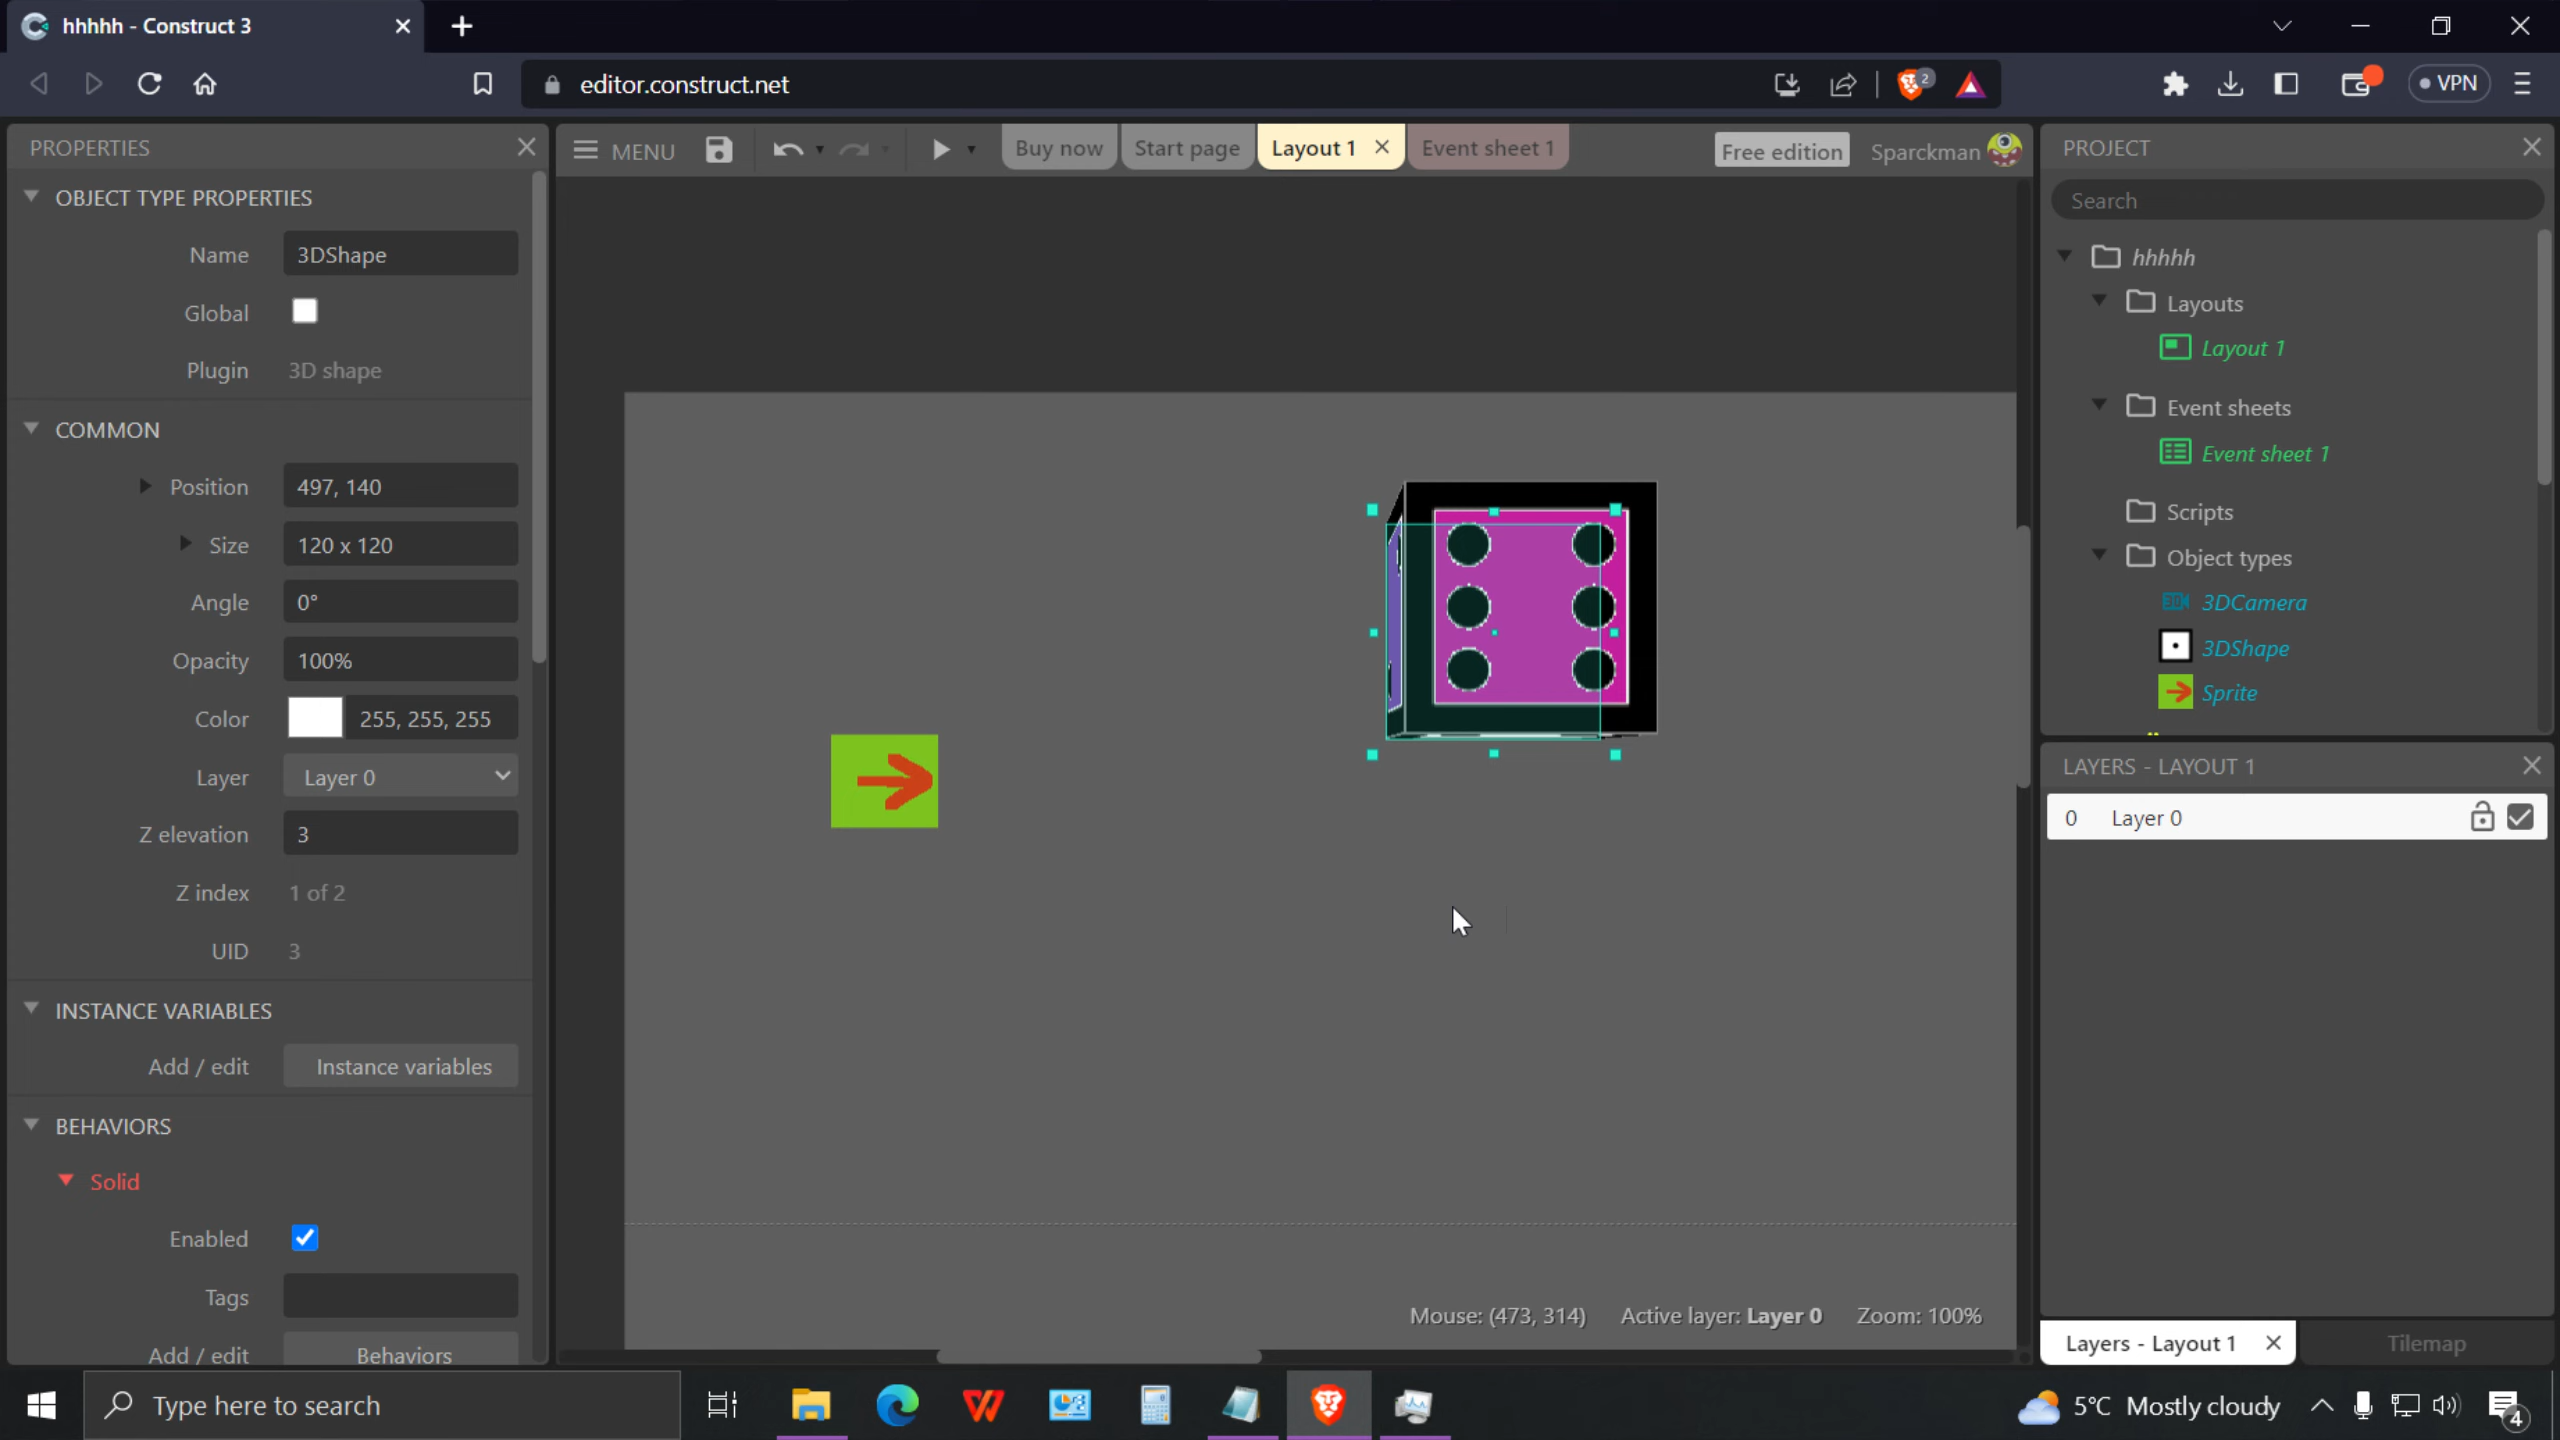 hhhhh - Construct 3
editor.construct.net
2
VPN
PROPERTIES
OBJECT TYPE PROPERTIES
Name 3DShape
Global
Plugin 3D shape
COMMON
Position 497, 140
Size 120 x 120
Angle 0°
Opacity 100%
Color 255, 255, 255
Layer Layer 0
Z elevation 3
Z index 1 of 2
UID 3
INSTANCE VARIABLES
Add / edit Instance variables
BEHAVIORS
Solid
Enabled
Tags
Add / edit Behaviors
MENU
Buy now
Start page
Layout 1
Event sheet 1
Free edition
Sparckman
Mouse: (473, 314) Active layer: Layer 0 Zoom: 100%
PROJECT
Search
hhhhh
Layouts
Layout 1
Event sheets
Event sheet 1
Scripts
Object types
3D 3DCamera
3DShape
Sprite
LAYERS - LAYOUT 1
0 Layer 0
Layers - Layout 1
Tilemap
Type here to search
5°C Mostly cloudy
4